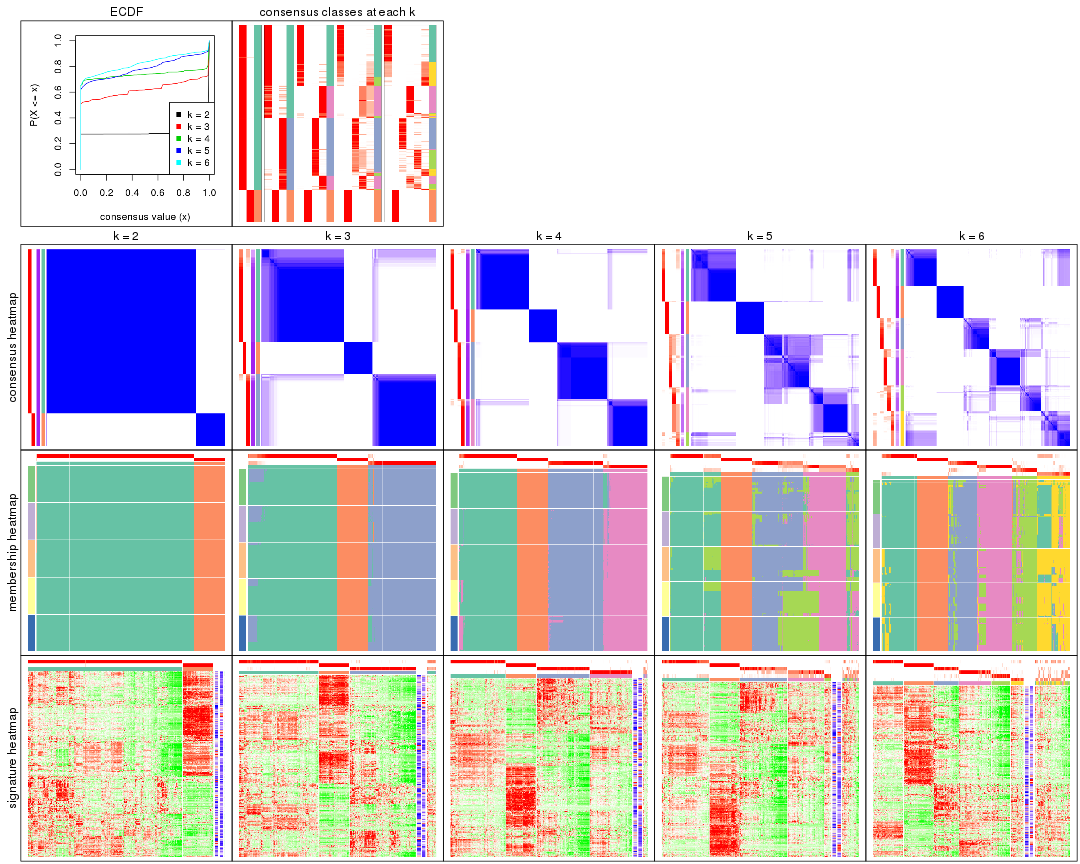 ECDF
consensus classes at each k
P(X <= x)
1.0
0.8
0.6
0.4
0.2
0.0
k = 2
k = 3
k = 4
k = 5
k = 6
0.0 0.2 0.4 0.6 0.8 1.0
consensus value (x)
k = 2
k = 3
k = 4
k = 5
k = 6
consensus heatmap
membership heatmap
signature heatmap